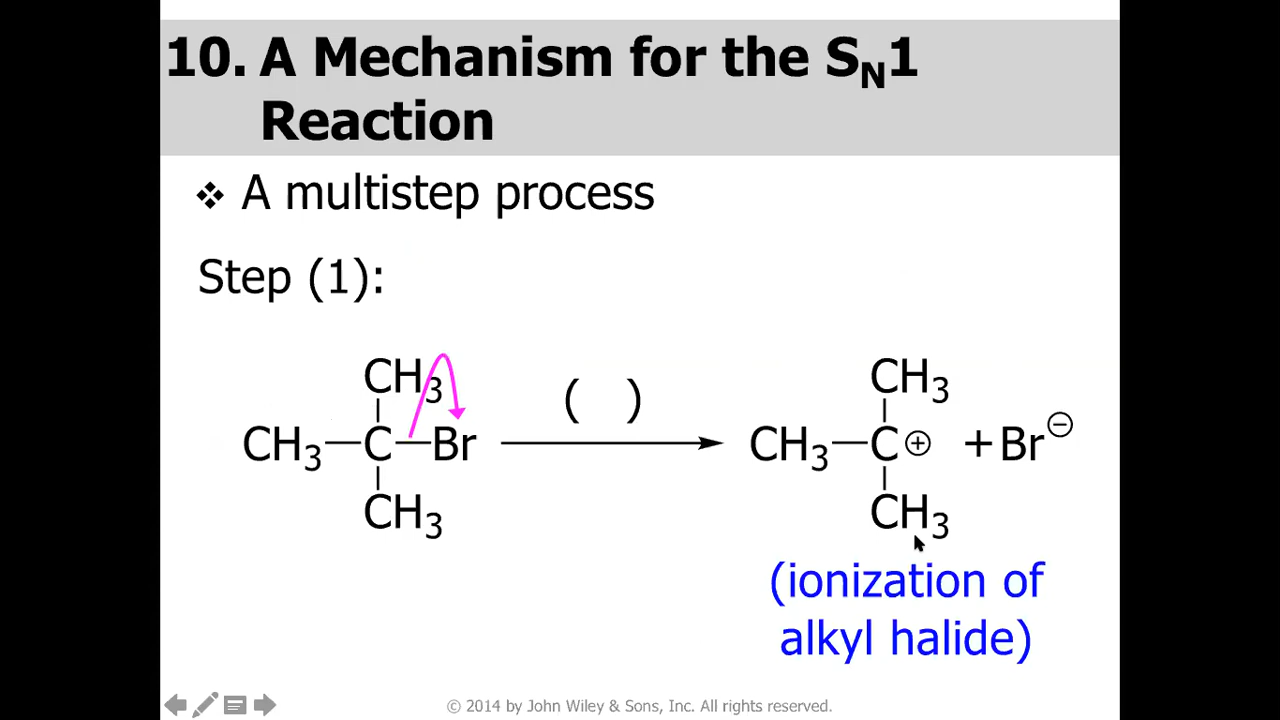 10. A Mechanism for the SN1
Reaction
❖ A multistep process
Step (1):
CH3
CH3—C—Br
CH3
( )
CH3
CH3—C⊕ + Br⊖
CH3
(ionization of
alkyl halide)
© 2014 by John Wiley & Sons, Inc. All rights reserved.